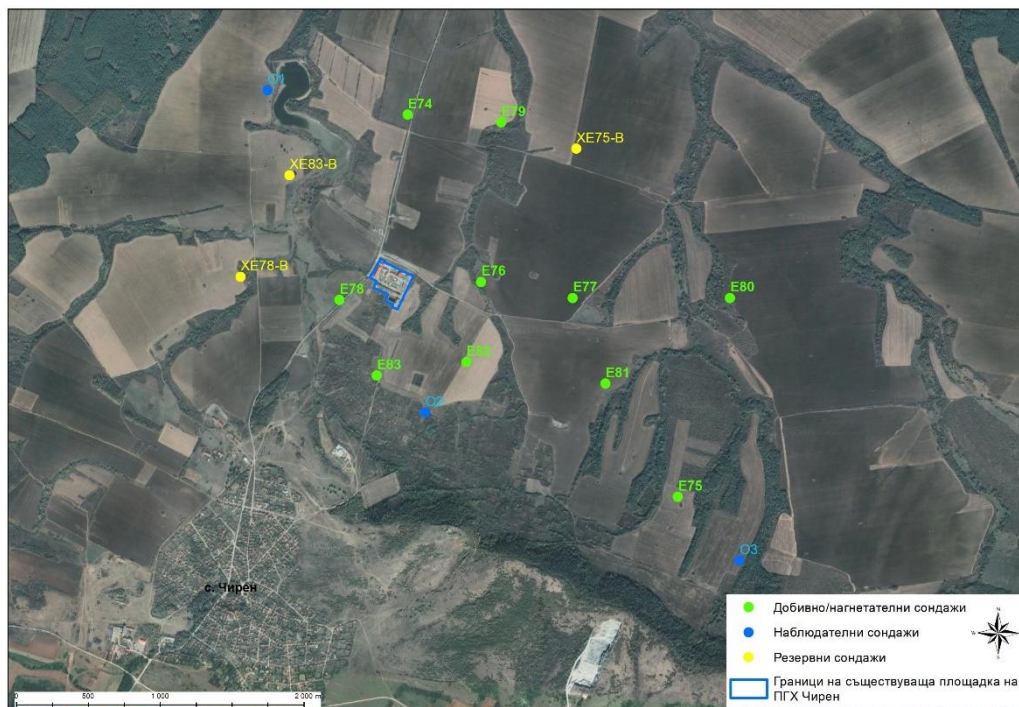 O1
E74
E79
XE75-B
XE83-B
XE78-B
E76
E78
E77
E80
E82
E83
E81
O2
E75
O3
с. Чирен
Добивно/нагнетателни сондажи
Наблюдателни сондажи
Резервни сондажи
Граници на съществуваща площадка на
ПГХ Чирен
0 500 1 000 2 000 m